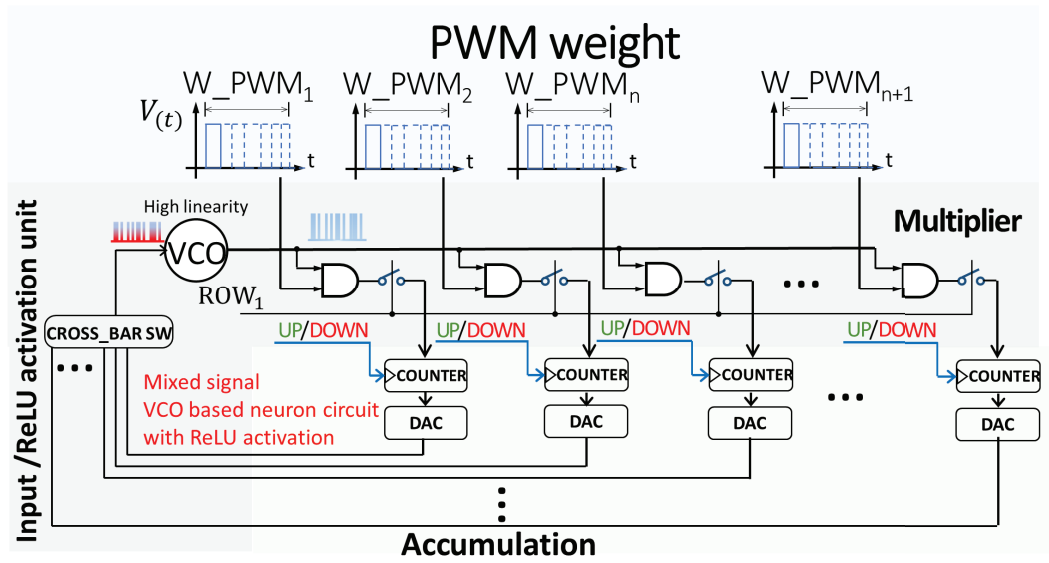 PWM weight
W_PWM1
W_PWM2
W_PWMn
W_PWMn+1
V(t)
t
t
t
t
Input /ReLU activation unit
High linearity
VCO
ROW1
Multiplier
CROSS_BAR SW
UP/DOWN
UP/DOWN
UP/DOWN
UP/DOWN
COUNTER
COUNTER
COUNTER
COUNTER
Mixed signal
VCO based neuron circuit
with ReLU activation
DAC
DAC
DAC
DAC
Accumulation